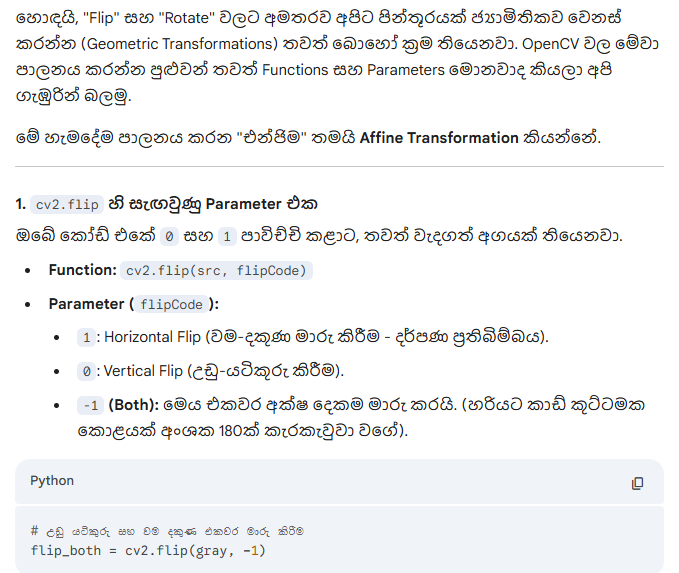 හොඳයි, "Flip" සහ "Rotate" වලට අමතරව අපිට පින්තූරයක් ජ්‍යාමිතිකව වෙනස්
කරන්න (Geometric Transformations) තවත් බොහෝ ක්‍රම තියෙනවා. OpenCV වල මේවා
පාලනය කරන්න පුළුවන් තවත් Functions සහ Parameters මොනවාද කියලා අපි
ගැඹුරින් බලමු.
මේ හැමදේම පාලනය කරන "එන්ජිම" තමයි Affine Transformation කියන්නේ.
1. cv2.flip හි සැඟවුණු Parameter එක
ඔබේ කෝඩ් එකේ 0 සහ 1 පාවිච්චි කළාට, තවත් වැදගත් අගයක් තියෙනවා.
• Function: cv2.flip(src, flipCode)
• Parameter ( flipCode ):
• 1 : Horizontal Flip (වම-දකුණ මාරු කිරීම - දර්පණ ප්‍රතිබිම්බය).
• 0 : Vertical Flip (උඩු-යටිකුරු කිරීම).
• -1 (Both): මෙය එකවර අක්ෂ දෙකම මාරු කරයි. (හරියට කාඩ් කූට්ටමක
කොළයක් අංශක 180ක් කැරකැවුවා වගේ).
Python
# උඩු යටිකුරු සහ වම දකුණ එකවර මාරු කිරීම
flip_both = cv2.flip(gray, -1)